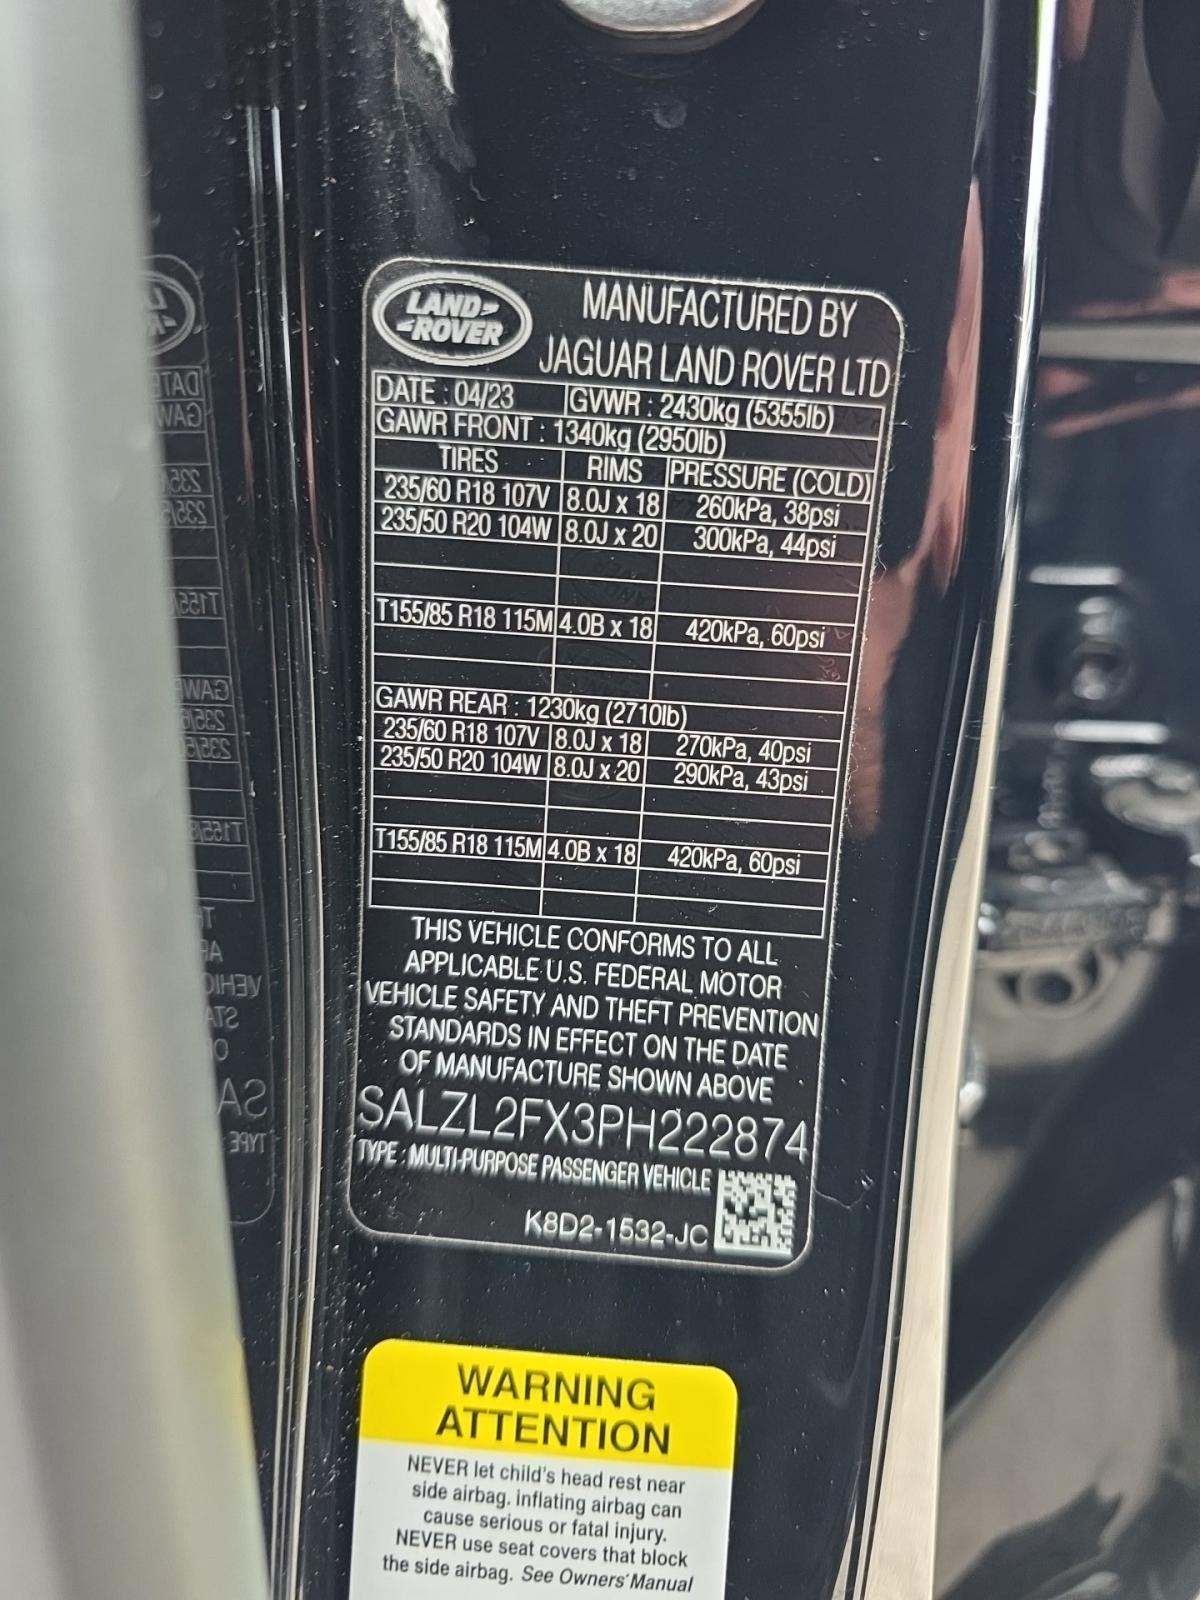 LAND
ROVER
MANUFACTURED BY
JAGUAR LAND ROVER LTD
DATE : 04/23 GVWR : 2430kg (5355lb)
GAWR FRONT : 1340kg (2950lb)
TIRES RIMS PRESSURE (COLD)
235/60 R18 107V 8.0J x 18 260kPa, 38psi
235/50 R20 104W 8.0J x 20 300kPa, 44psi
T155/85 R18 115M 4.0B x 18 420kPa, 60psi
GAWR REAR : 1230kg (2710lb)
235/60 R18 107V 8.0J x 18 270kPa, 40psi
235/50 R20 104W 8.0J x 20 290kPa, 43psi
T155/85 R18 115M 4.0B x 18 420kPa, 60psi
THIS VEHICLE CONFORMS TO ALL
APPLICABLE U.S. FEDERAL MOTOR
VEHICLE SAFETY AND THEFT PREVENTION
STANDARDS IN EFFECT ON THE DATE
OF MANUFACTURE SHOWN ABOVE
SALZL2FX3PH222874
TYPE : MULTI-PURPOSE PASSENGER VEHICLE
K8D2-1532-JC
WARNING
ATTENTION
NEVER let child's head rest near
side airbag. inflating airbag can
cause serious or fatal injury.
NEVER use seat covers that block
the side airbag. See Owners' Manual